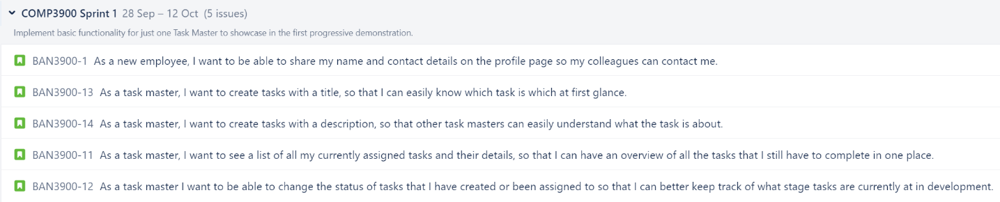 COMP3900 Sprint 1 28 Sep – 12 Oct (5 issues)
Implement basic functionality for just one Task Master to showcase in the first progressive demonstration.
BAN3900-1 As a new employee, I want to be able to share my name and contact details on the profile page so my colleagues can contact me.
BAN3900-13 As a task master, I want to create tasks with a title, so that I can easily know which task is which at first glance.
BAN3900-14 As a task master, I want to create tasks with a description, so that other task masters can easily understand what the task is about.
BAN3900-11 As a task master, I want to see a list of all my currently assigned tasks and their details, so that I can have an overview of all the tasks that I still have to complete in one place.
BAN3900-12 As a task master I want to be able to change the status of tasks that I have created or been assigned to so that I can better keep track of what stage tasks are currently at in development.